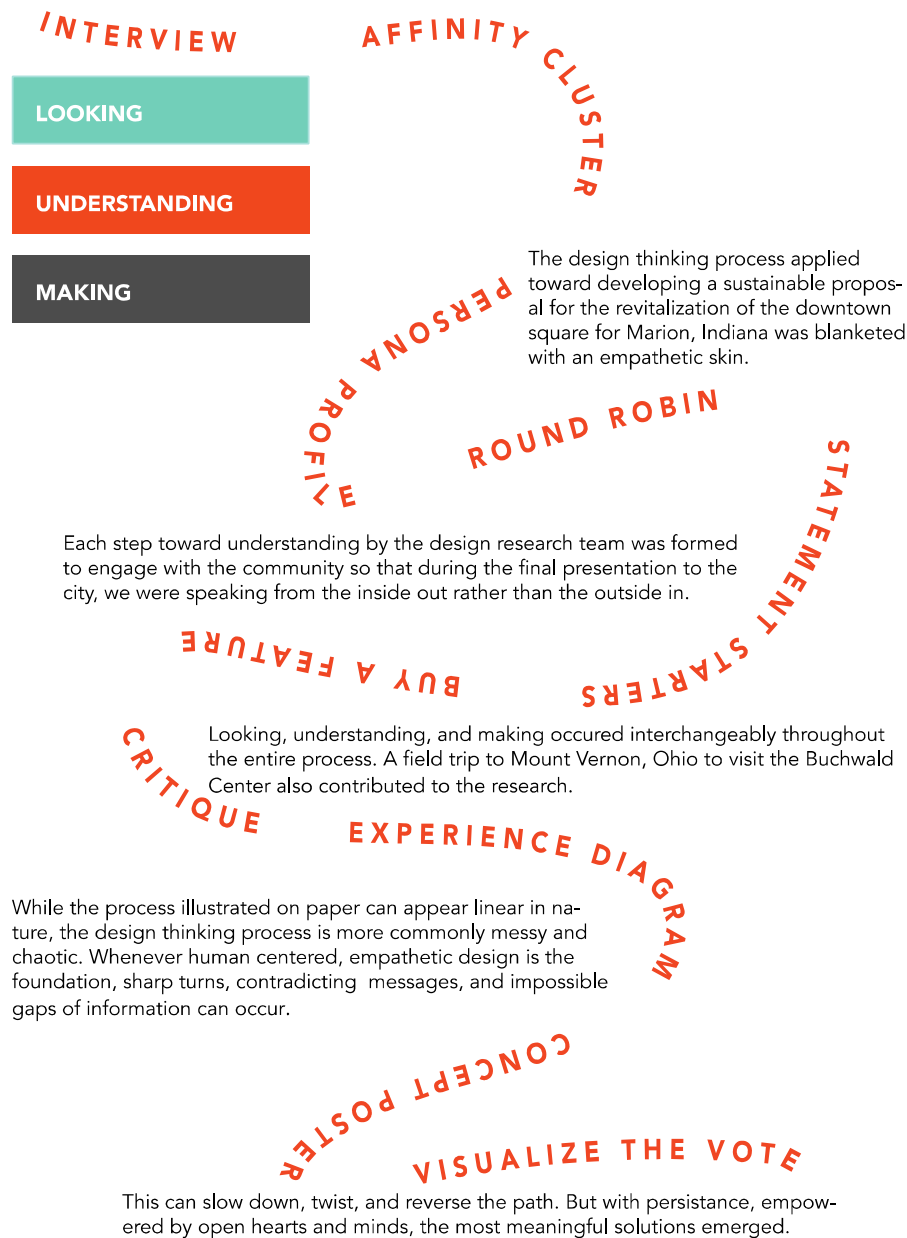 INTERVIEW
AFFINITY CLUSTER
LOOKING
UNDERSTANDING
MAKING
The design thinking process applied
toward developing a sustainable propos-
al for the revitalization of the downtown
square for Marion, Indiana was blanketed
with an empathetic skin.
PERSONA PROFILE
ROUND ROBIN
STATEMENT STARTERS
Each step toward understanding by the design research team was formed
to engage with the community so that during the final presentation to the
city, we were speaking from the inside out rather than the outside in.
BUY A FEATURE
Looking, understanding, and making occured interchangeably throughout
the entire process. A field trip to Mount Vernon, Ohio to visit the Buchwald
Center also contributed to the research.
CRITIQUE
EXPERIENCE DIAGRAM
While the process illustrated on paper can appear linear in na-
ture, the design thinking process is more commonly messy and
chaotic. Whenever human centered, empathetic design is the
foundation, sharp turns, contradicting messages, and impossible
gaps of information can occur.
CONCEPT POSTER
VISUALIZE THE VOTE
This can slow down, twist, and reverse the path. But with persistance, empow-
ered by open hearts and minds, the most meaningful solutions emerged.